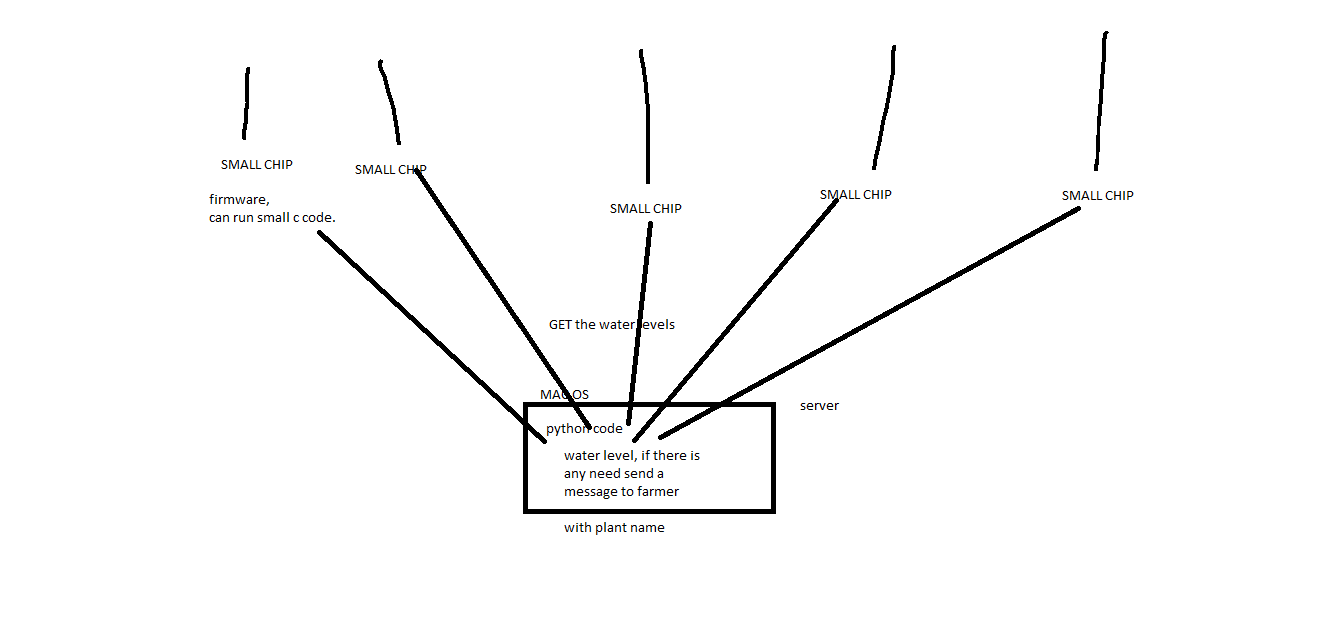 SMALL CHIP
SMALL CHIP
SMALL CHIP
SMALL CHIP
SMALL CHIP
firmware,
can run small c code.
GET the water levels
MAC OS
server
python code
water level, if there is
any need send a
message to farmer
with plant name